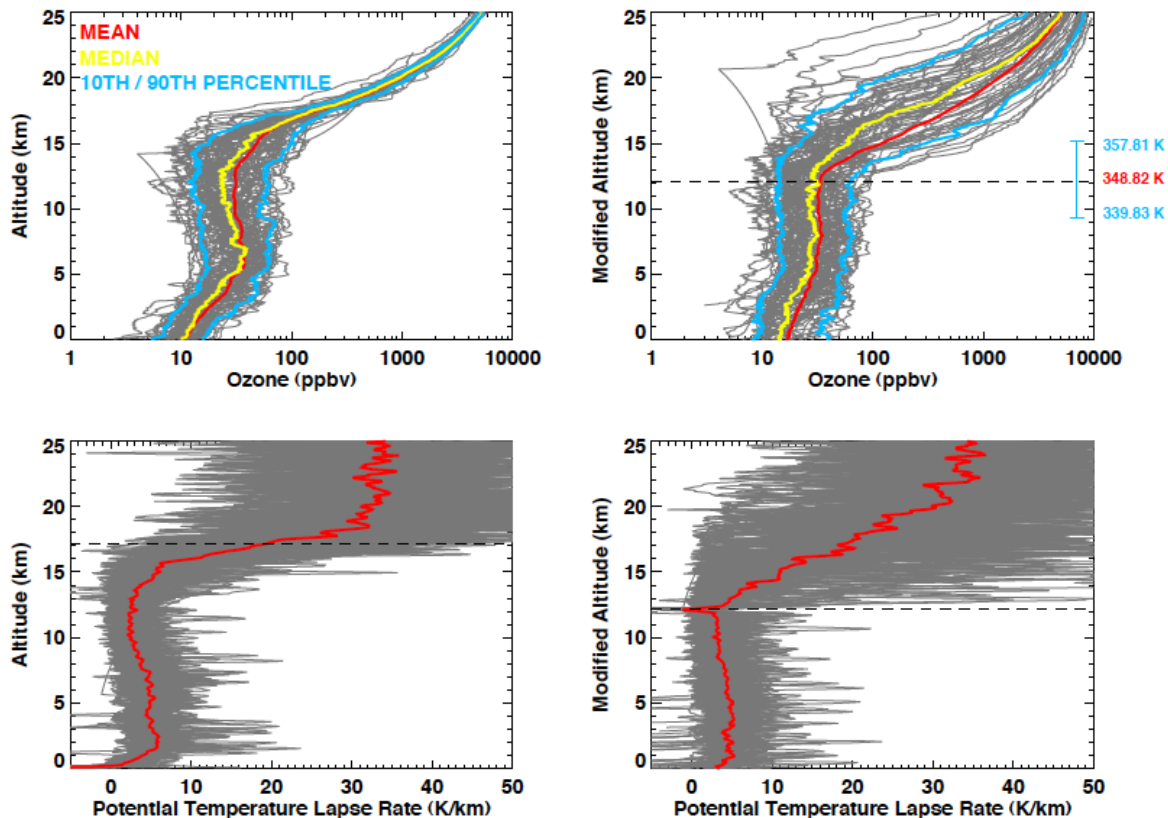 25
20
15
10
5
0
Altitude (km)
MEAN
MEDIAN
10TH / 90TH PERCENTILE
1 10 100 1000 10000
Ozone (ppbv)
25
20
15
10
5
0
Modified Altitude (km)
357.81 K
348.82 K
339.83 K
1 10 100 1000 10000
Ozone (ppbv)
25
20
15
10
5
0
Altitude (km)
0 10 20 30 40 50
Potential Temperature Lapse Rate (K/km)
25
20
15
10
5
0
Modified Altitude (km)
0 10 20 30 40 50
Potential Temperature Lapse Rate (K/km)